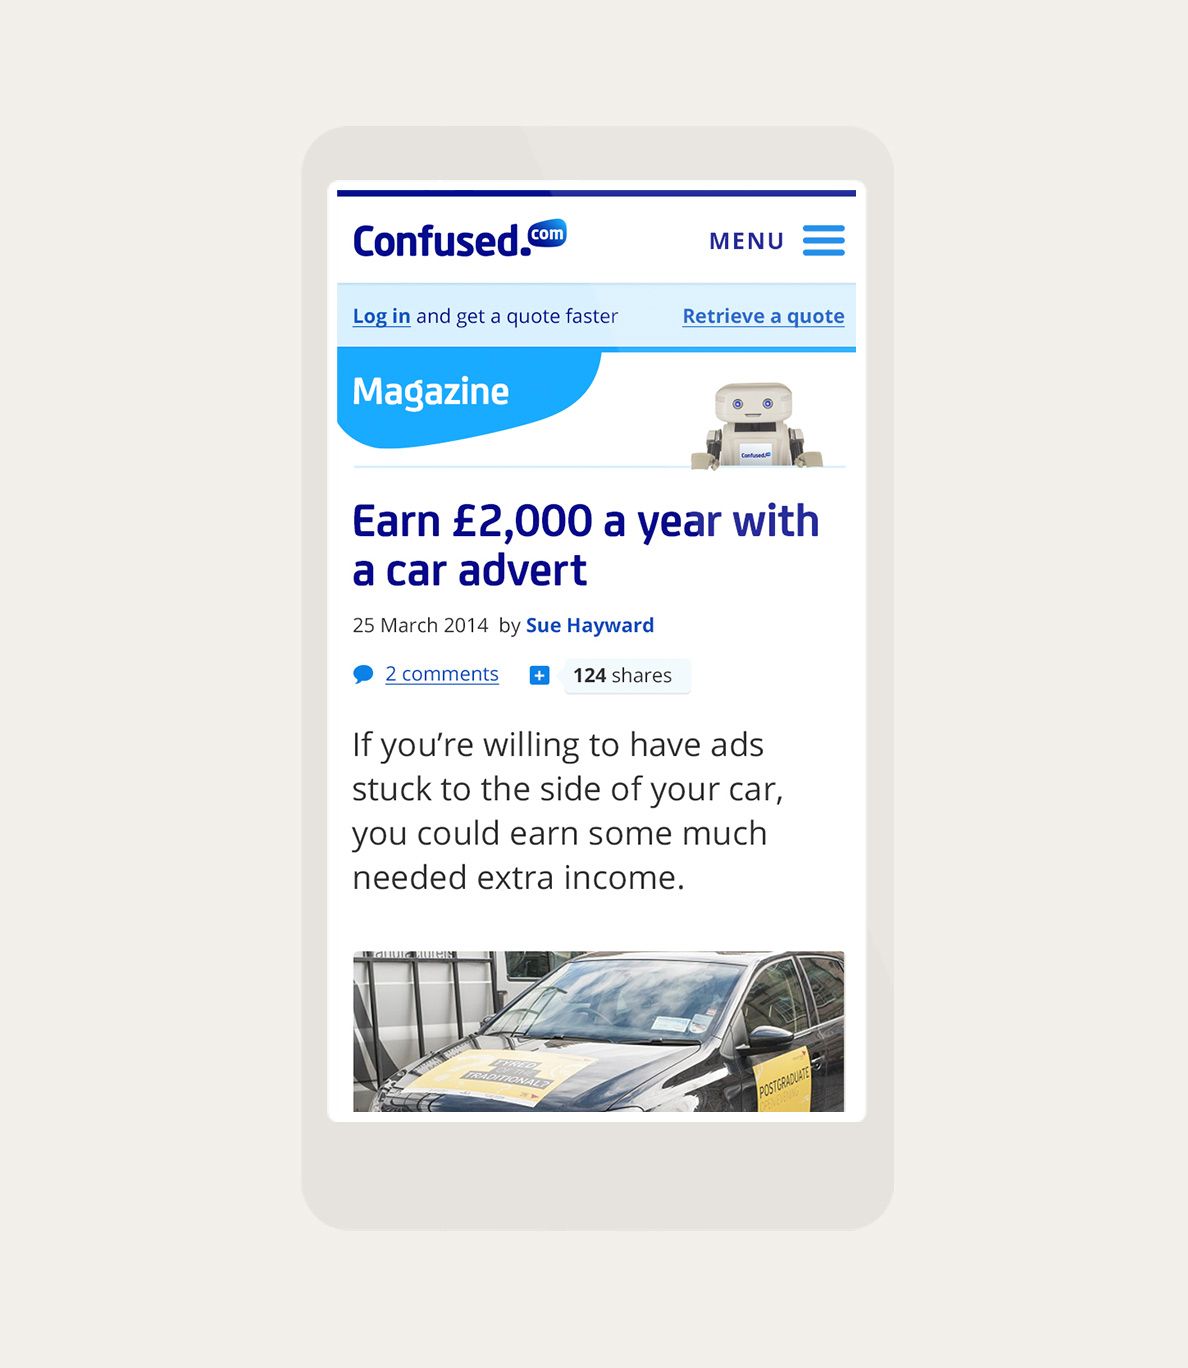 Confused.com
MENU
Log in and get a quote faster
Retrieve a quote
Magazine
Confused.com
Earn £2,000 a year with
a car advert
25 March 2014 by Sue Hayward
2 comments
124 shares
If you’re willing to have ads
stuck to the side of your car,
you could earn some much
needed extra income.
TYRED
TRADITIONAL?
POSTGRADUATE